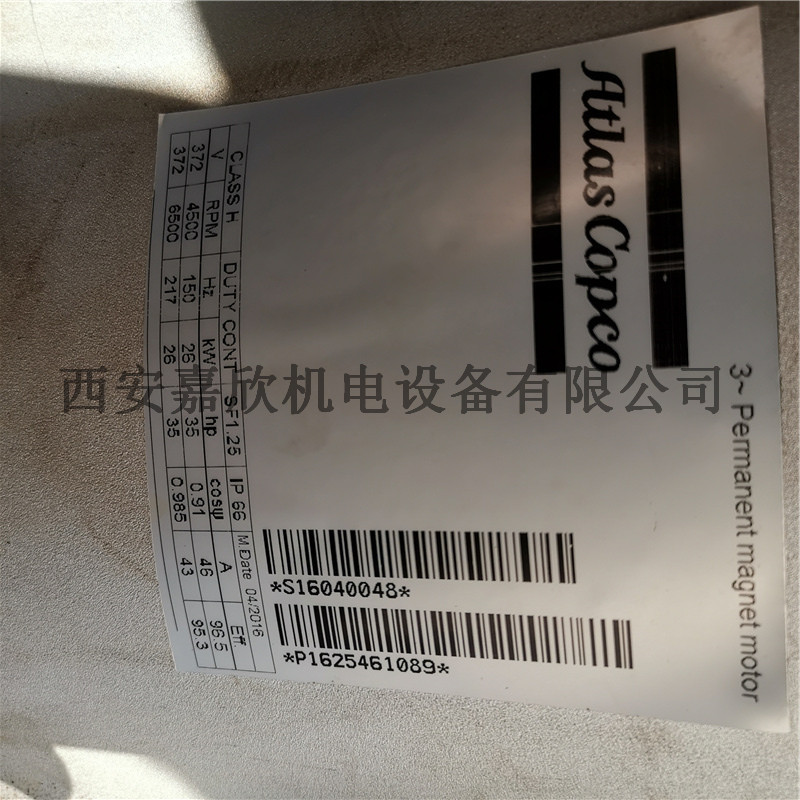 Atlas Copco
3~ Permanent magnet motor
*P1625461089*
*S16040048*
CLASS H DUTY CONT SF1.25 IP 66 M.Date 04/2016
V RPM Hz kW hp cosψ A Eff.
372 4500 150 26 35 0.91 46 96.5
372 6500 217 26 35 0.985 43 95.3
西安嘉欣机电设备有限公司